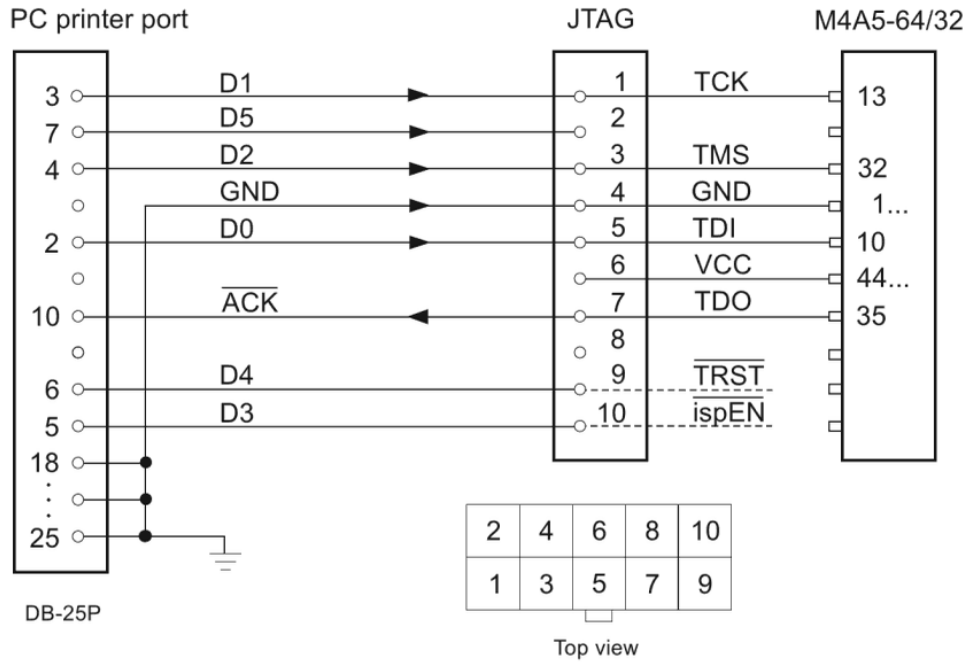 PC printer port JTAG M4A5-64/32
3 D1 1 TCK 13
7 D5 2
4 D2 3 TMS 32
GND 4 GND 1...
2 D0 5 TDI 10
6 VCC 44...
10 ACK 7 TDO 35
8
6 D4 9 TRST
5 D3 10 ispEN
18
:
25
2 4 6 8 10
1 3 5 7 9
DB-25P
Top view